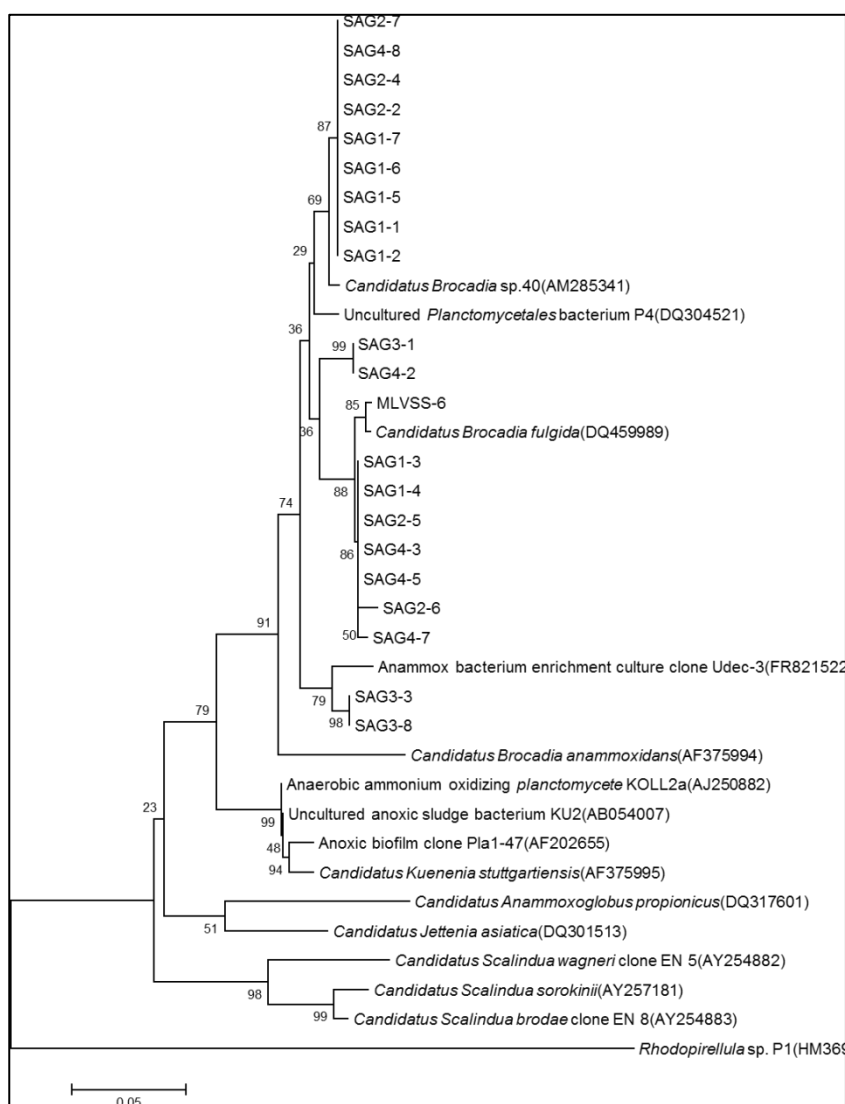 SAG2-7
SAG4-8
SAG2-4
SAG2-2
87
SAG1-7
SAG1-6
SAG1-5
69
SAG1-1
29
SAG1-2
Candidatus Brocadia sp.40(AM285341)
Uncultured Planctomycetales bacterium P4(DQ304521)
36
99
SAG3-1
SAG4-2
85
MLVSS-6
36
Candidatus Brocadia fulgida(DQ459989)
SAG1-3
88
SAG1-4
74
SAG2-5
SAG4-3
86
SAG4-5
SAG2-6
91
50
SAG4-7
Anammox bacterium enrichment culture clone Udec-3(FR821522
79
SAG3-3
79
98
SAG3-8
Candidatus Brocadia anammoxidans(AF375994)
Anaerobic ammonium oxidizing planctomycete KOLL2a(AJ250882)
23
99
Uncultured anoxic sludge bacterium KU2(AB054007)
48
Anoxic biofilm clone Pla1-47(AF202655)
94
Candidatus Kuenenia stuttgartiensis(AF375995)
Candidatus Anammoxoglobus propionicus(DQ317601)
51
Candidatus Jettenia asiatica(DQ301513)
Candidatus Scalindua wagneri clone EN 5(AY254882)
98
Candidatus Scalindua sorokinii(AY257181)
99
Candidatus Scalindua brodae clone EN 8(AY254883)
Rhodopirellula sp. P1(HM369
0.05